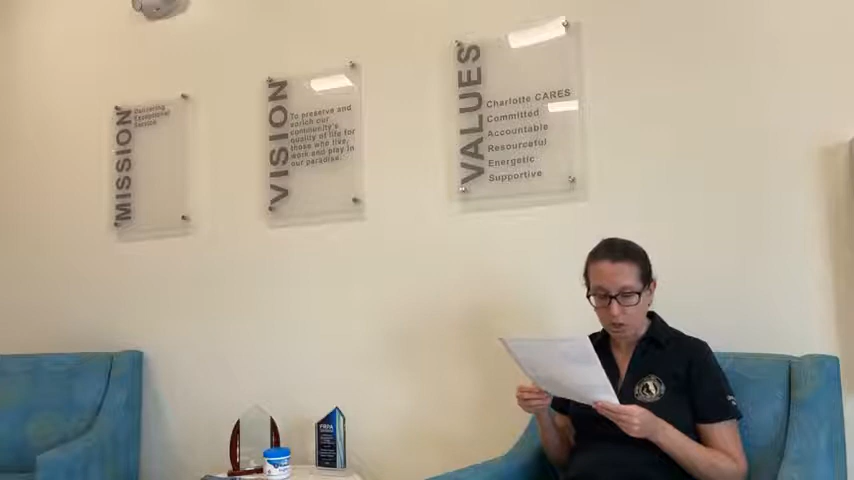 MISSION
Delivering
Exceptional
Service
VISION
To preserve and
enrich our
community's
quality of life for
those who live,
work and play in
our paradise.
VALUES
Charlotte CARES
Committed
Accountable
Resourceful
Energetic
Supportive